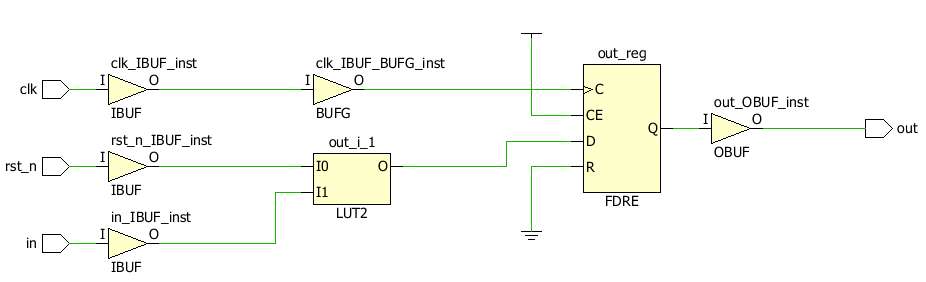 out_reg
clk_IBUF_inst
clk_IBUF_BUFG_inst
clk
I
O
I
O
C
IBUF
BUFG
CE
out_OBUF_inst
Q
I
O
out
rst_n_IBUF_inst
out_i_1
D
OBUF
rst_n
I
O
I0
O
R
IBUF
I1
FDRE
in_IBUF_inst
LUT2
in
I
O
IBUF